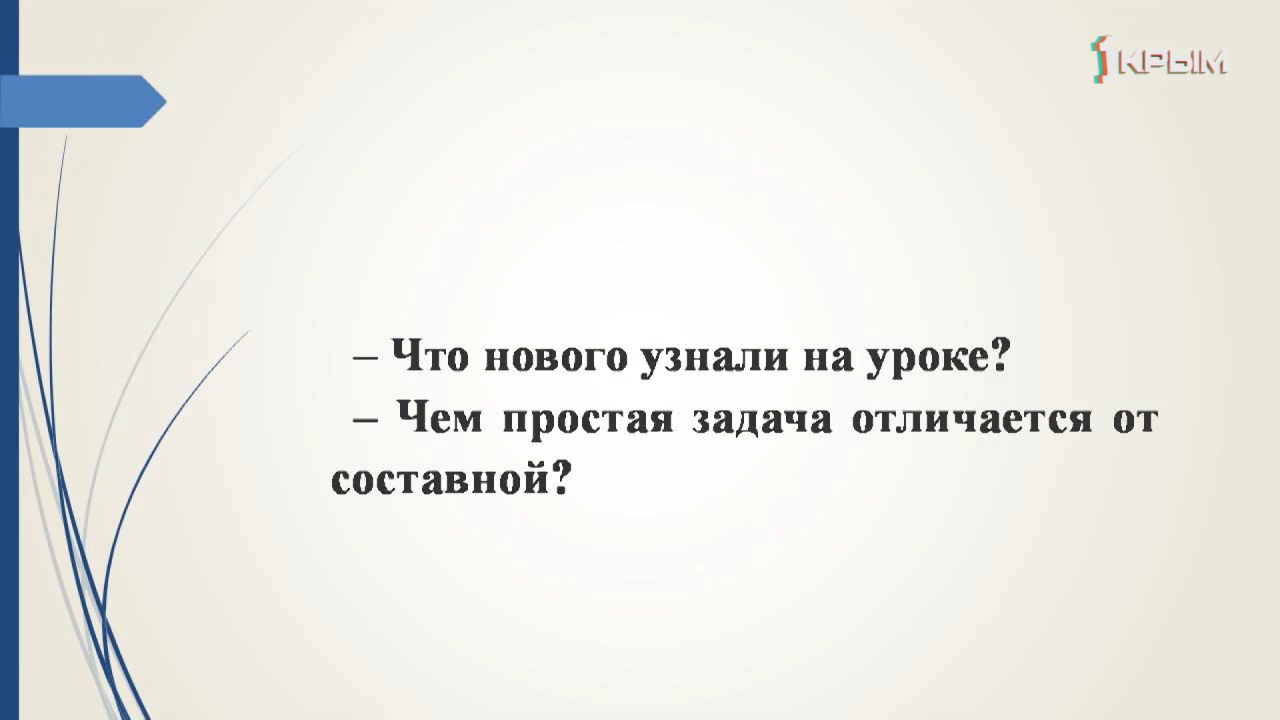 1 КРЫМ
– Что нового узнали на уроке?
– Чем простая задача отличается от
составной?